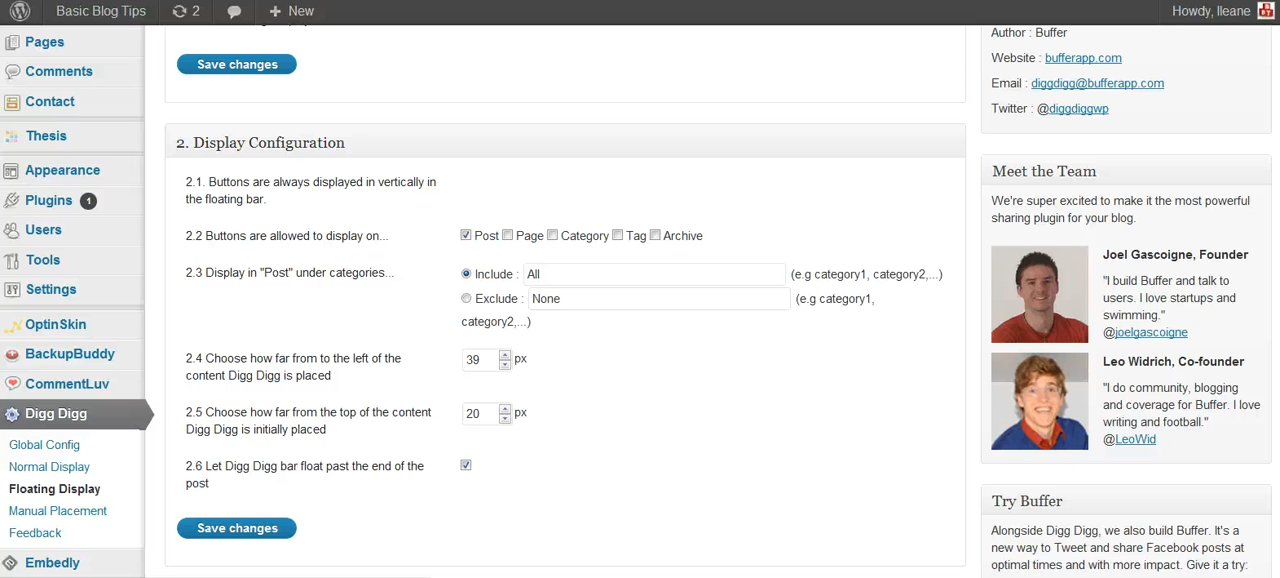 Basic Blog Tips
2
New
Howdy, Ileane
Pages
Comments
Contact
Thesis
Appearance
Plugins 1
Users
Tools
Settings
OptinSkin
BackupBuddy
CommentLuv
Digg Digg
Global Config
Normal Display
Floating Display
Manual Placement
Feedback
Embedly
Save changes
2. Display Configuration
2.1. Buttons are always displayed in vertically in
the floating bar.
2.2 Buttons are allowed to display on...
Post Page Category Tag Archive
2.3 Display in "Post" under categories...
Include : All (e.g category1, category2,...)
Exclude : None (e.g category1,
category2,...)
2.4 Choose how far from to the left of the
content Digg Digg is placed
39 px
2.5 Choose how far from the top of the content
Digg Digg is initially placed
20 px
2.6 Let Digg Digg bar float past the end of the
post
Save changes
Author : Buffer
Website : bufferapp.com
Email : diggdigg@bufferapp.com
Twitter : @diggdiggwp
Meet the Team
We're super excited to make it the most powerful
sharing plugin for your blog.
Joel Gascoigne, Founder
"I build Buffer and talk to
users. I love startups and
swimming."
@joelgascoigne
Leo Widrich, Co-founder
"I do community, blogging
and coverage for Buffer. I love
writing and football."
@LeoWid
Try Buffer
Alongside Digg Digg, we also build Buffer. It's a
new way to Tweet and share Facebook posts at
optimal times and with more impact. Give it a try: